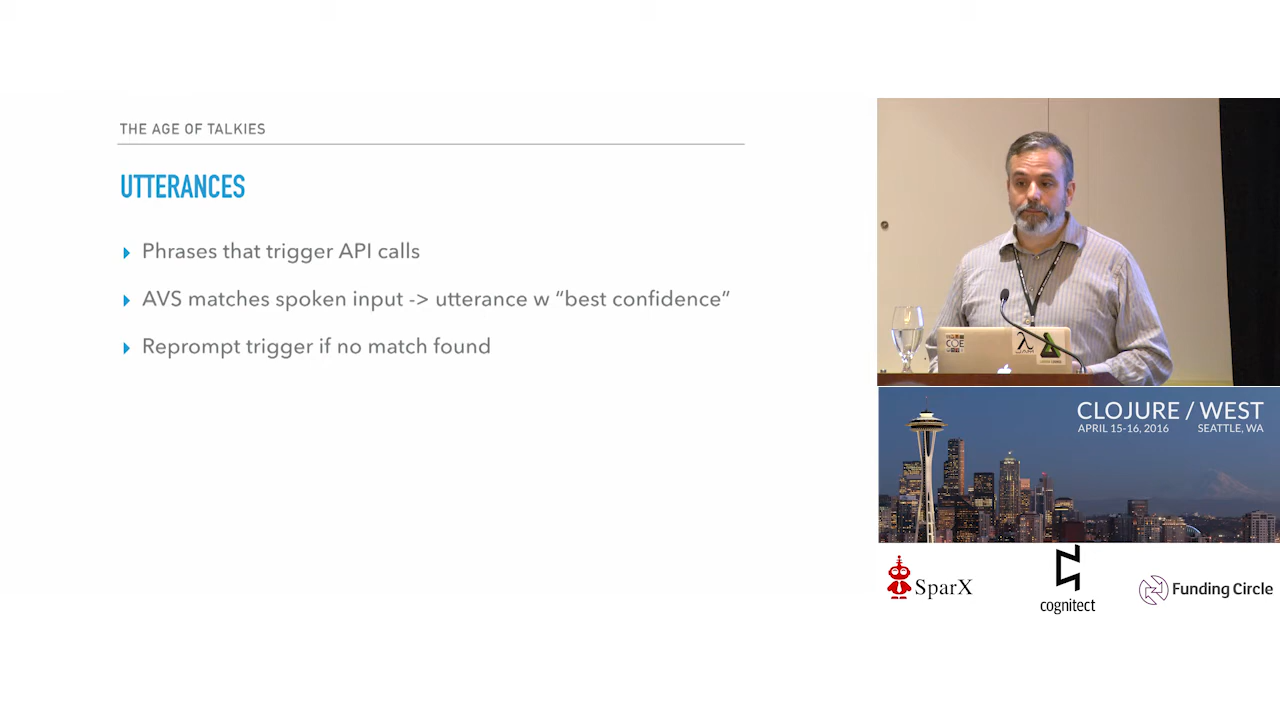 THE AGE OF TALKIES
UTTERANCES
Phrases that trigger API calls
AVS matches spoken input -> utterance w “best confidence”
Reprompt trigger if no match found
CLOJURE / WEST
APRIL 15-16, 2016 SEATTLE, WA
SparX
cognitect
Funding Circle